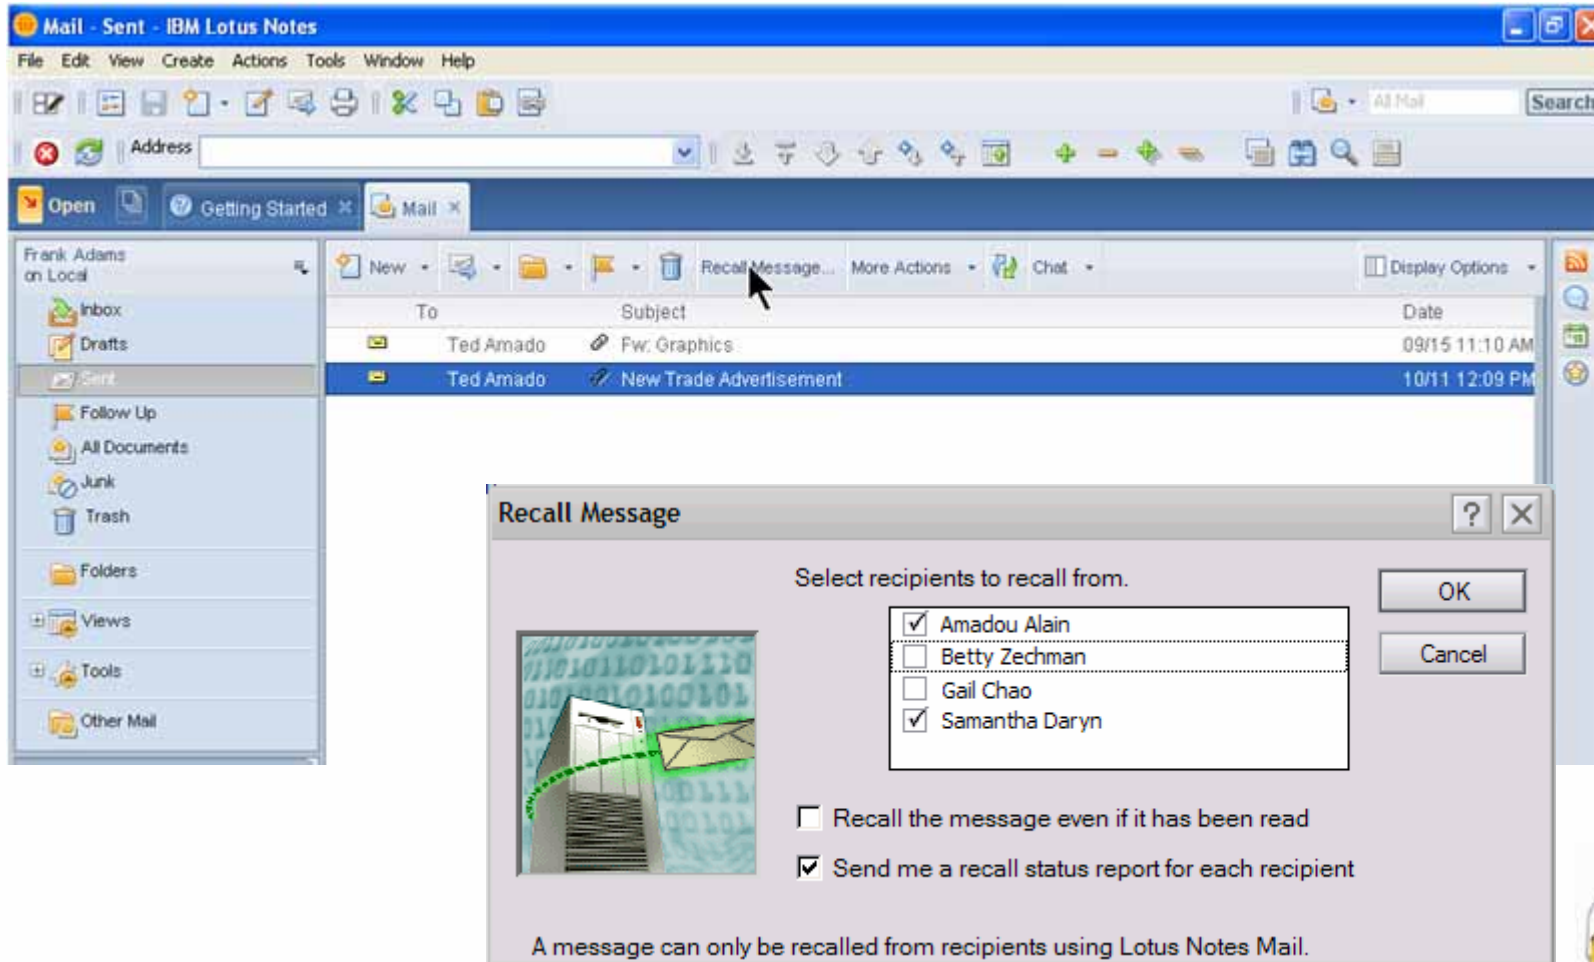 Mail - Sent - IBM Lotus Notes
File Edit View Create Actions Tools Window Help
All Mail Search
Address
Open Getting Started Mail
Frank Adams
on Local
New Recall Message... More Actions Chat Display Options
Inbox
Drafts
Sent
Follow Up
All Documents
Junk
Trash
Folders
Views
Tools
Other Mail
To Subject Date
Ted Amado Fw: Graphics 09/15 11:10 AM
Ted Amado New Trade Advertisement 10/11 12:09 PM
Recall Message
Select recipients to recall from.
OK
Cancel
Amadou Alain
Betty Zechman
Gail Chao
Samantha Daryn
Recall the message even if it has been read
Send me a recall status report for each recipient
A message can only be recalled from recipients using Lotus Notes Mail.